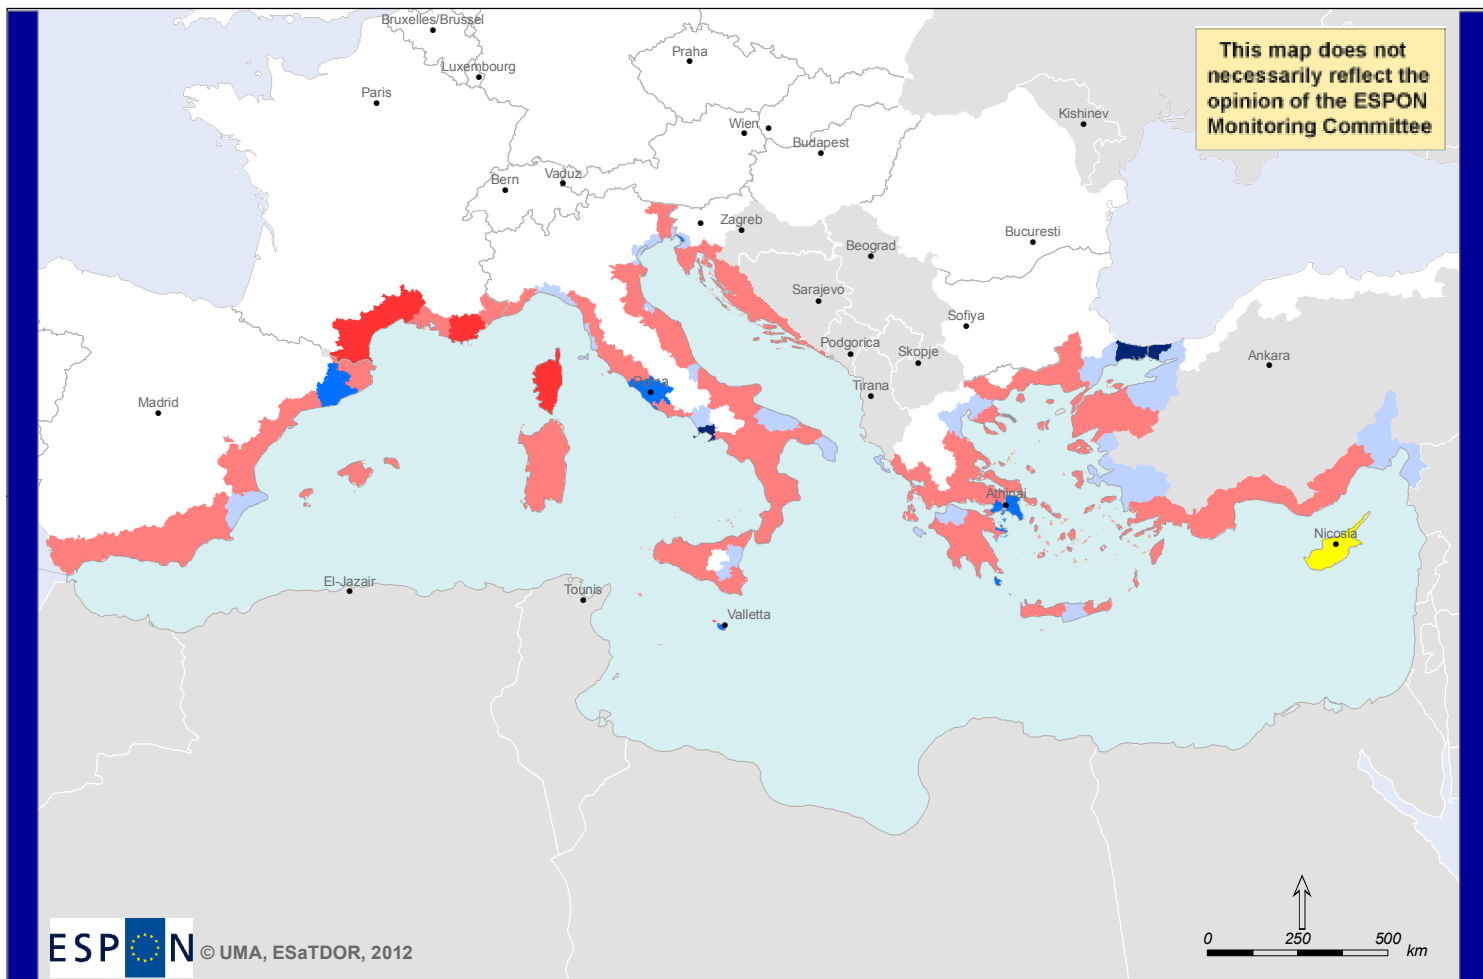 Bruxelles/Brussel
Praha
Luxembourg
Paris
Kishinev
Wien
Budapest
Vaduz
Bern
Zagreb
Bucuresti
Beograd
Sarajevo
Sofiya
Podgorica
Skopje
Ankara
Tirana
Roma
Madrid
Athinai
Nicosia
El-Jazair
Tounis
Valletta
This map does not
necessarily reflect the
opinion of the ESPON
Monitoring Committee
ESPON © UMA, ESaTDOR, 2012
0 250 500 km